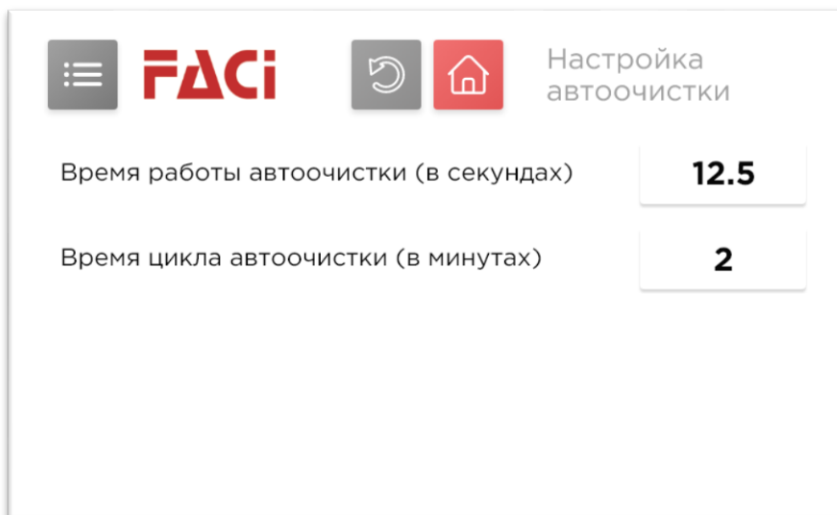 FACI
Настройка
автоочистки
Время работы автоочистки (в секундах) 12.5
Время цикла автоочистки (в минутах) 2